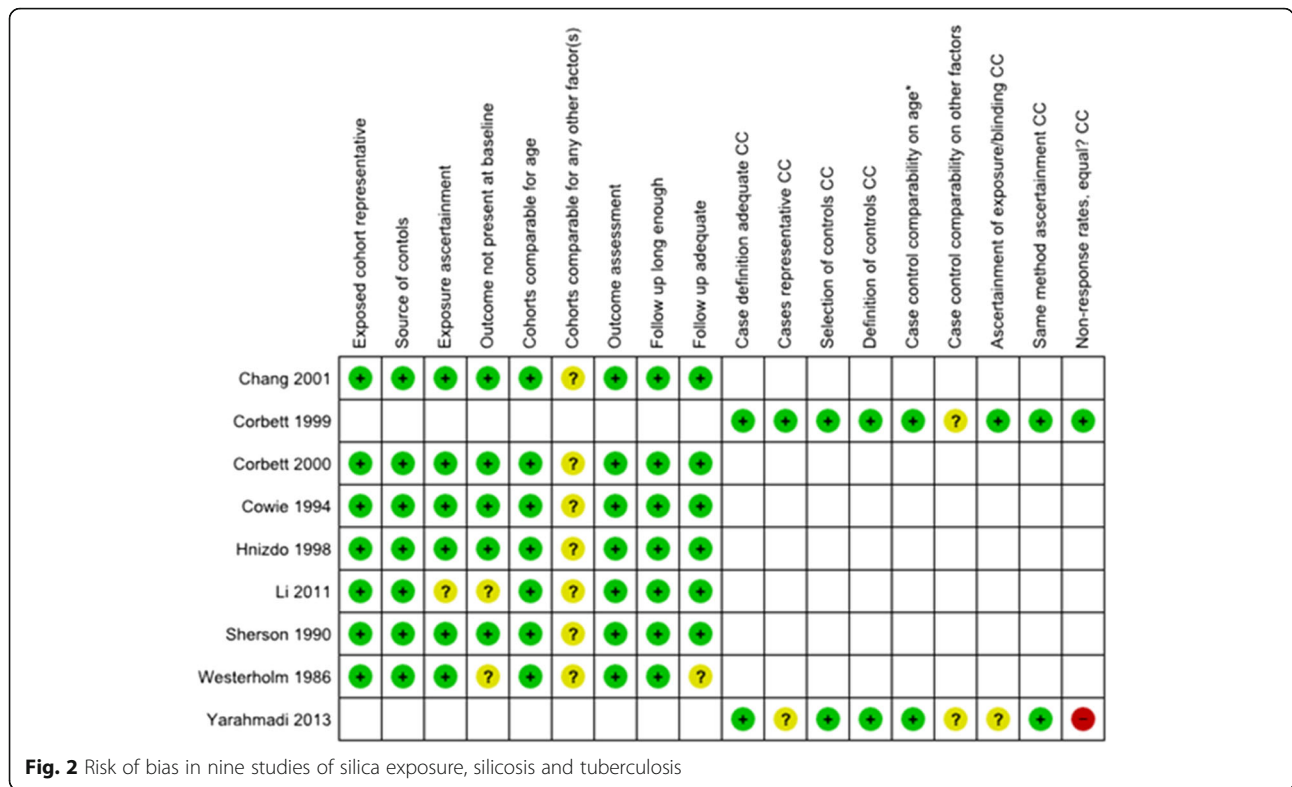 Exposed cohort representative
Source of contols
Exposure ascertainment
Outcome not present at baseline
Cohorts comparable for age
Cohorts comparable for any other factor(s)
Outcome assessment
Follow up long enough
Follow up adequate
Case definition adequate CC
Cases representative CC
Selection of controls CC
Definition of controls CC
Case control comparability on age*
Case control comparability on other factors
Ascertainment of exposure/blinding CC
Same method ascertainment CC
Non-response rates, equal? CC
Chang 2001 + + + + + ? + + +
Corbett 1999 + + + + + ? + + +
Corbett 2000 + + + + + ? + + +
Cowie 1994 + + + + + ? + + +
Hnizdo 1998 + + + + + ? + + +
Li 2011 + + ? ? + ? + + +
Sherson 1990 + + + + + ? + + +
Westerholm 1986 + + + ? + ? + + ?
Yarahmadi 2013 + ? + + + ? ? + −
Fig. 2 Risk of bias in nine studies of silica exposure, silicosis and tuberculosis